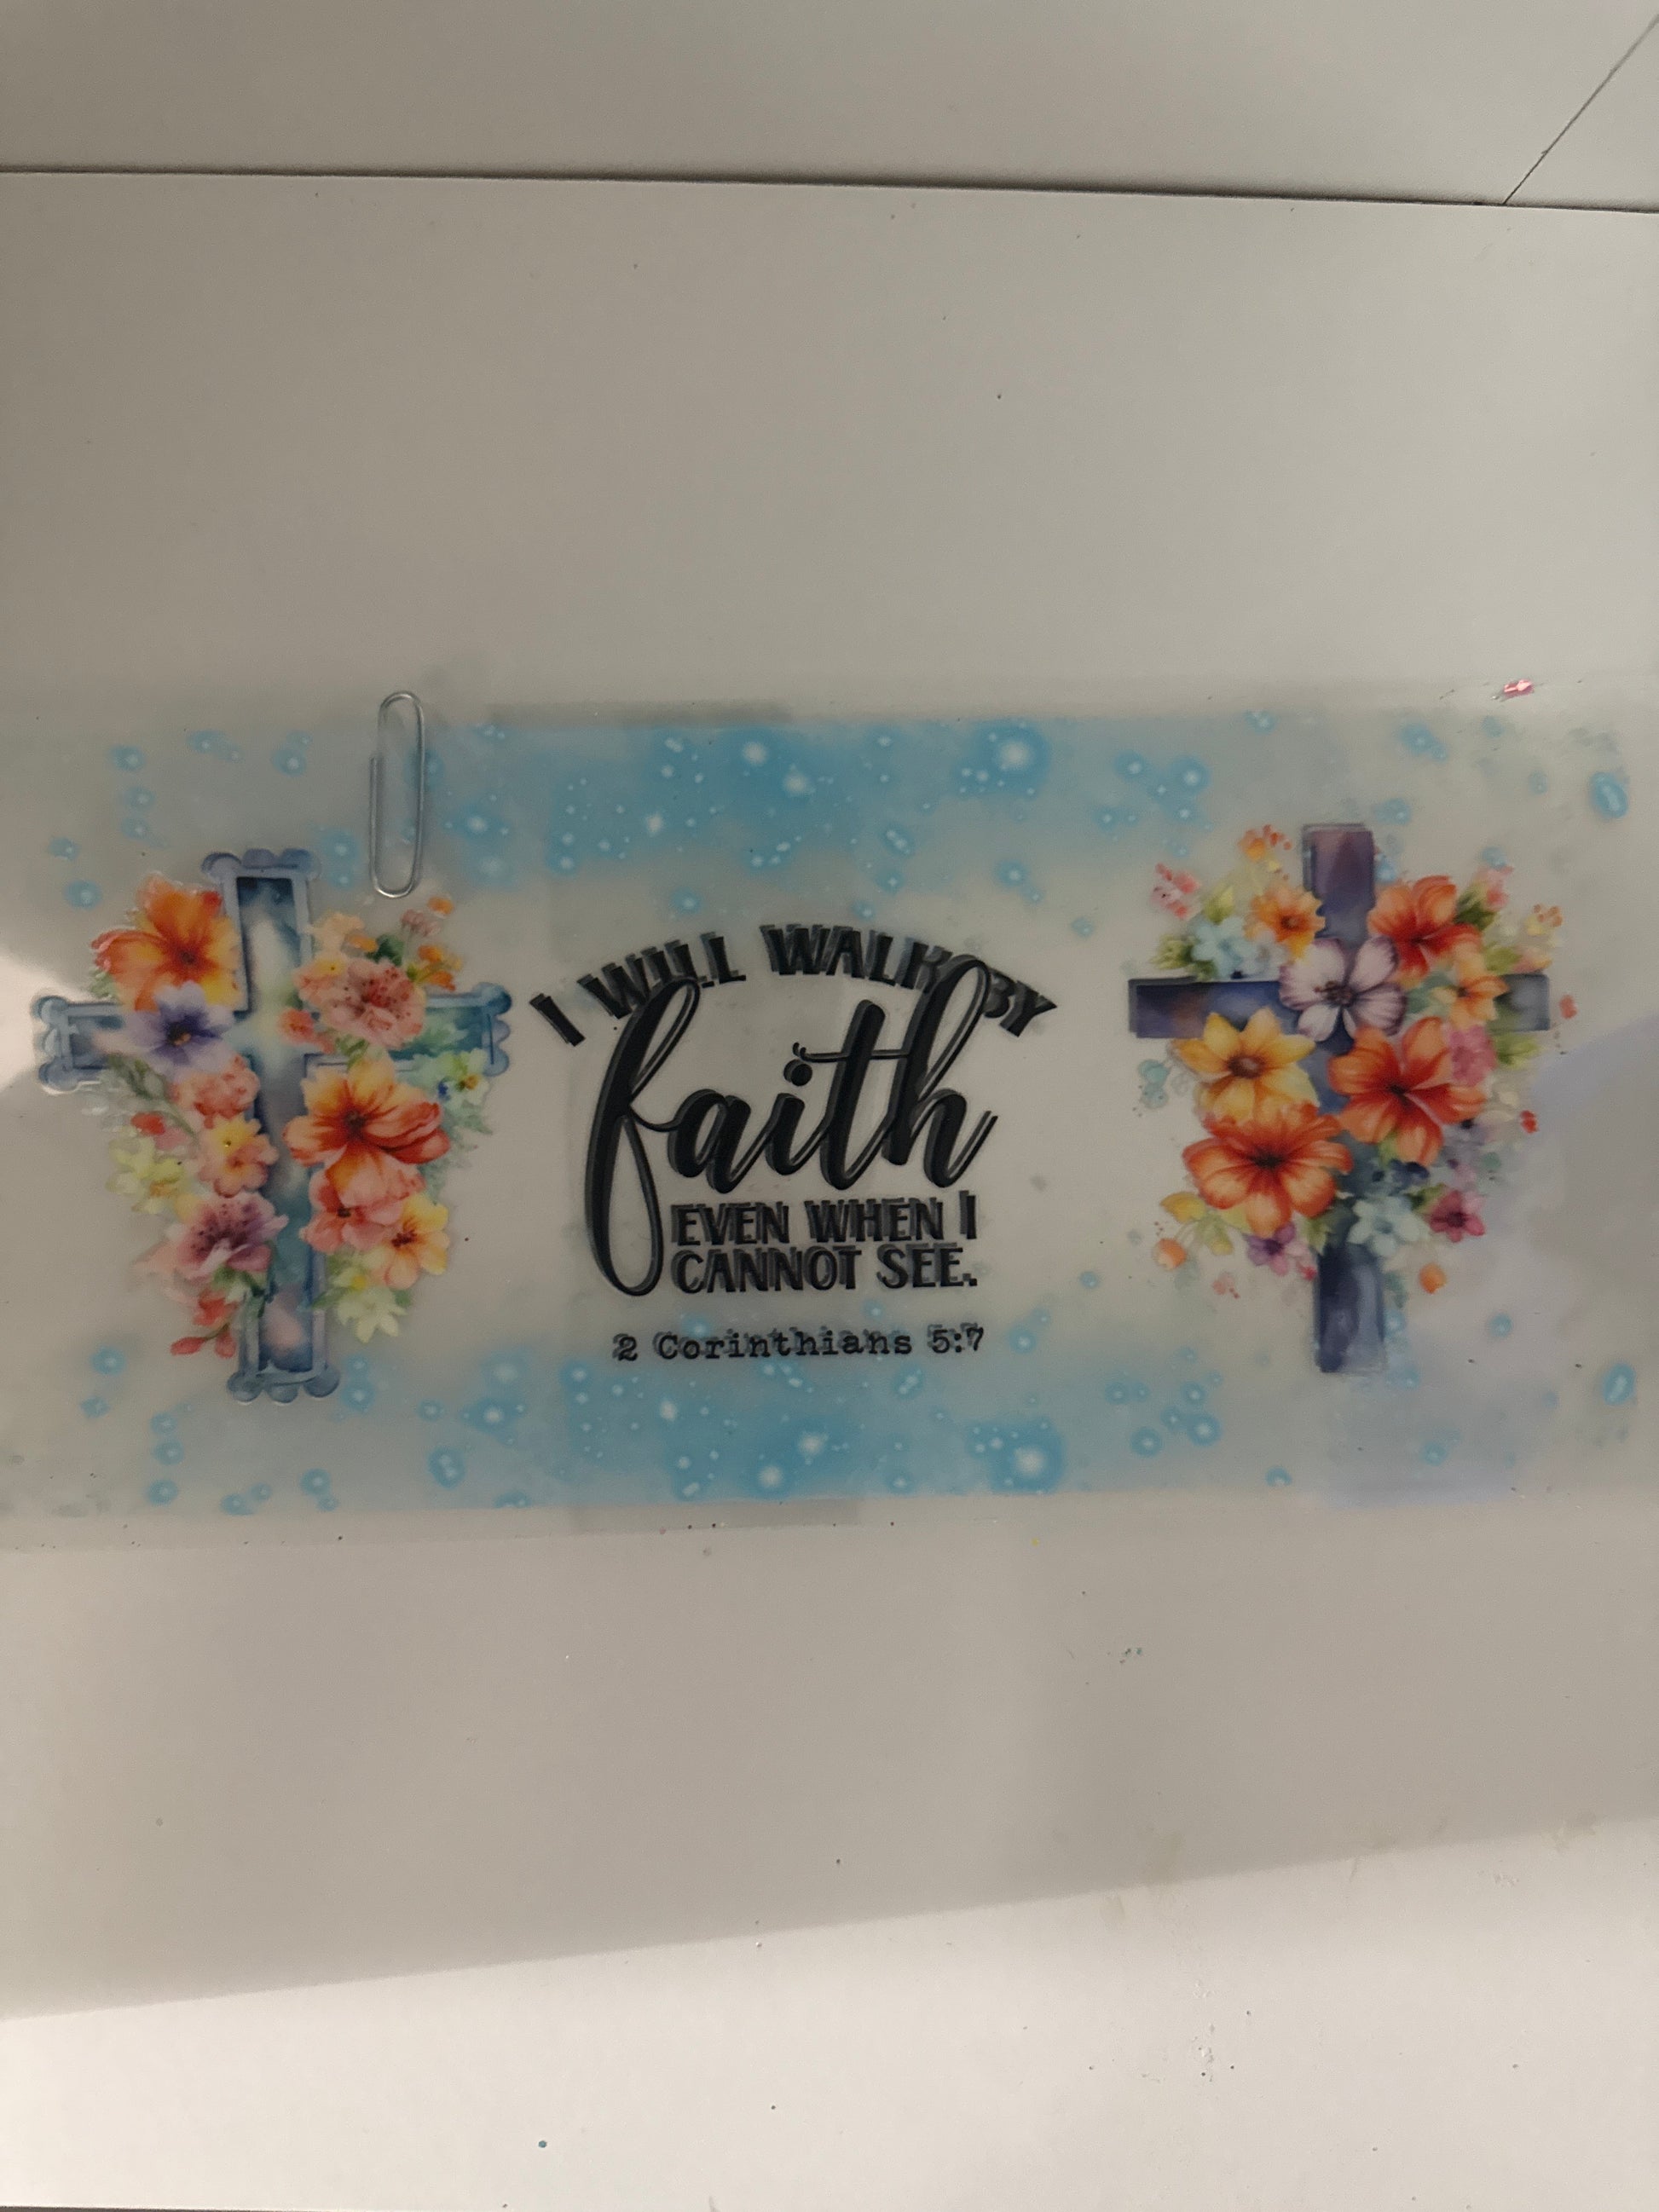 I WILL WALK BY
faith
EVEN WHEN I
CANNOT SEE.
2 Corinthians 5:7